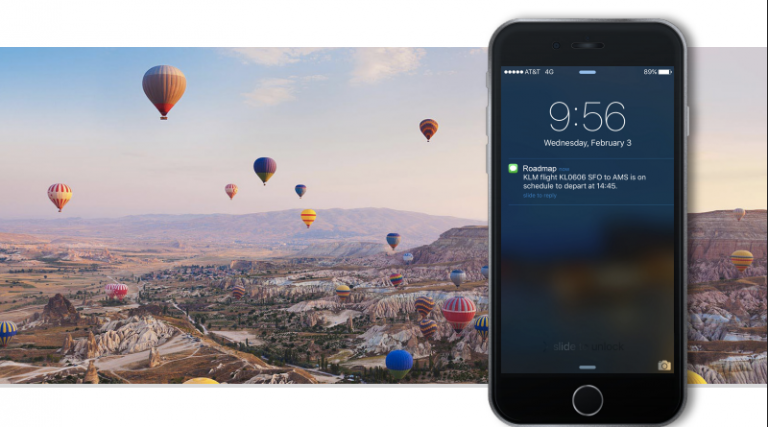 AT&T 4G 89%
9:56
Wednesday, February 3
Roadmap now
KLM flight KL0606 SFO to AMS is on
schedule to depart at 14:45.
slide to reply
slide to unlock